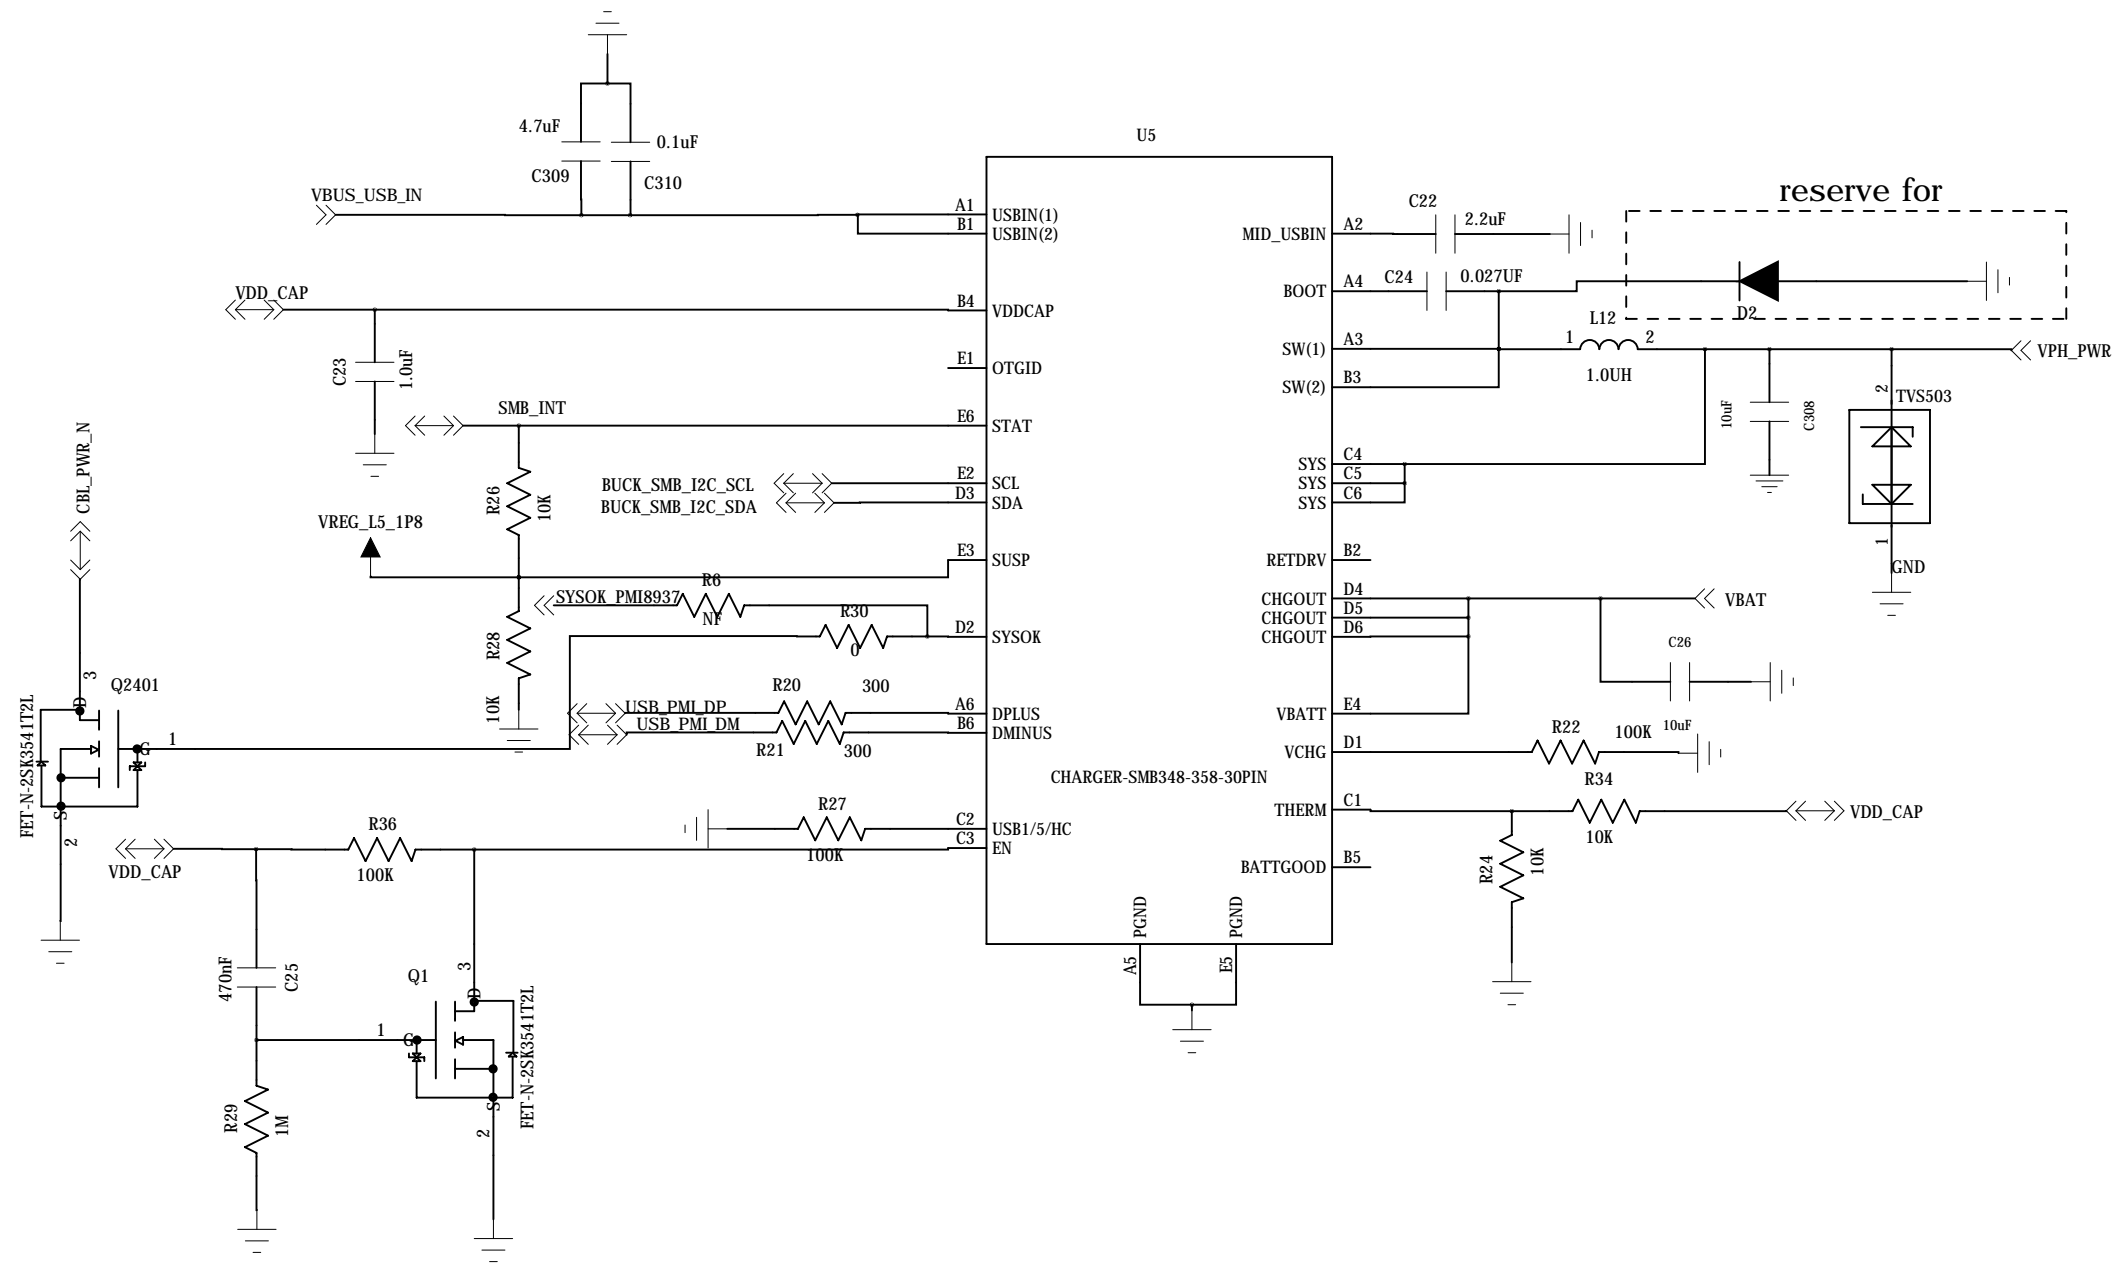 4.7uF
0.1uF
C309
C310
U5
VBUS_USB_IN
A1
USBIN(1)
B1
USBIN(2)
VDD_CAP
B4
VDDCAP
C23
1.0uF
E1
OTGID
SMB_INT
E6
STAT
CBL_PWR_N
R26
10K
BUCK_SMB_I2C_SCL
E2
SCL
BUCK_SMB_I2C_SDA
D3
SDA
VREG_L5_1P8
E3
SUSP
R6
SYSOK_PMI8937
NF
R30
0
D2
SYSOK
R28
10K
3
D
Q2401
FET-N-2SK3541T2L
G
1
S
2
R20
300
USB_PMI_DP
A6
DPLUS
USB_PMI_DM
B6
DMINUS
R21
300
CHARGER-SMB348-358-30PIN
R27
100K
C2
USB1/5/HC
C3
EN
R36
100K
VDD_CAP
470nF
C25
Q1
3
D
1
G
FET-N-2SK3541T2L
S
2
R29
1M
PGND
PGND
A5
E5
reserve for
C22
2.2uF
MID_USBIN
A2
C24
0.027UF
BOOT
A4
D2
L12
1
2
1.0UH
SW(1)
A3
SW(2)
B3
VPH_PWR
10uF
C308
2
TVS503
1
GND
SYS
C4
SYS
C5
SYS
C6
RETDRV
B2
CHGOUT
D4
CHGOUT
D5
CHGOUT
D6
VBAT
C26
10uF
VBATT
E4
VCHG
D1
R22
100K
THERM
C1
R34
10K
VDD_CAP
R24
10K
BATTGOOD
B5